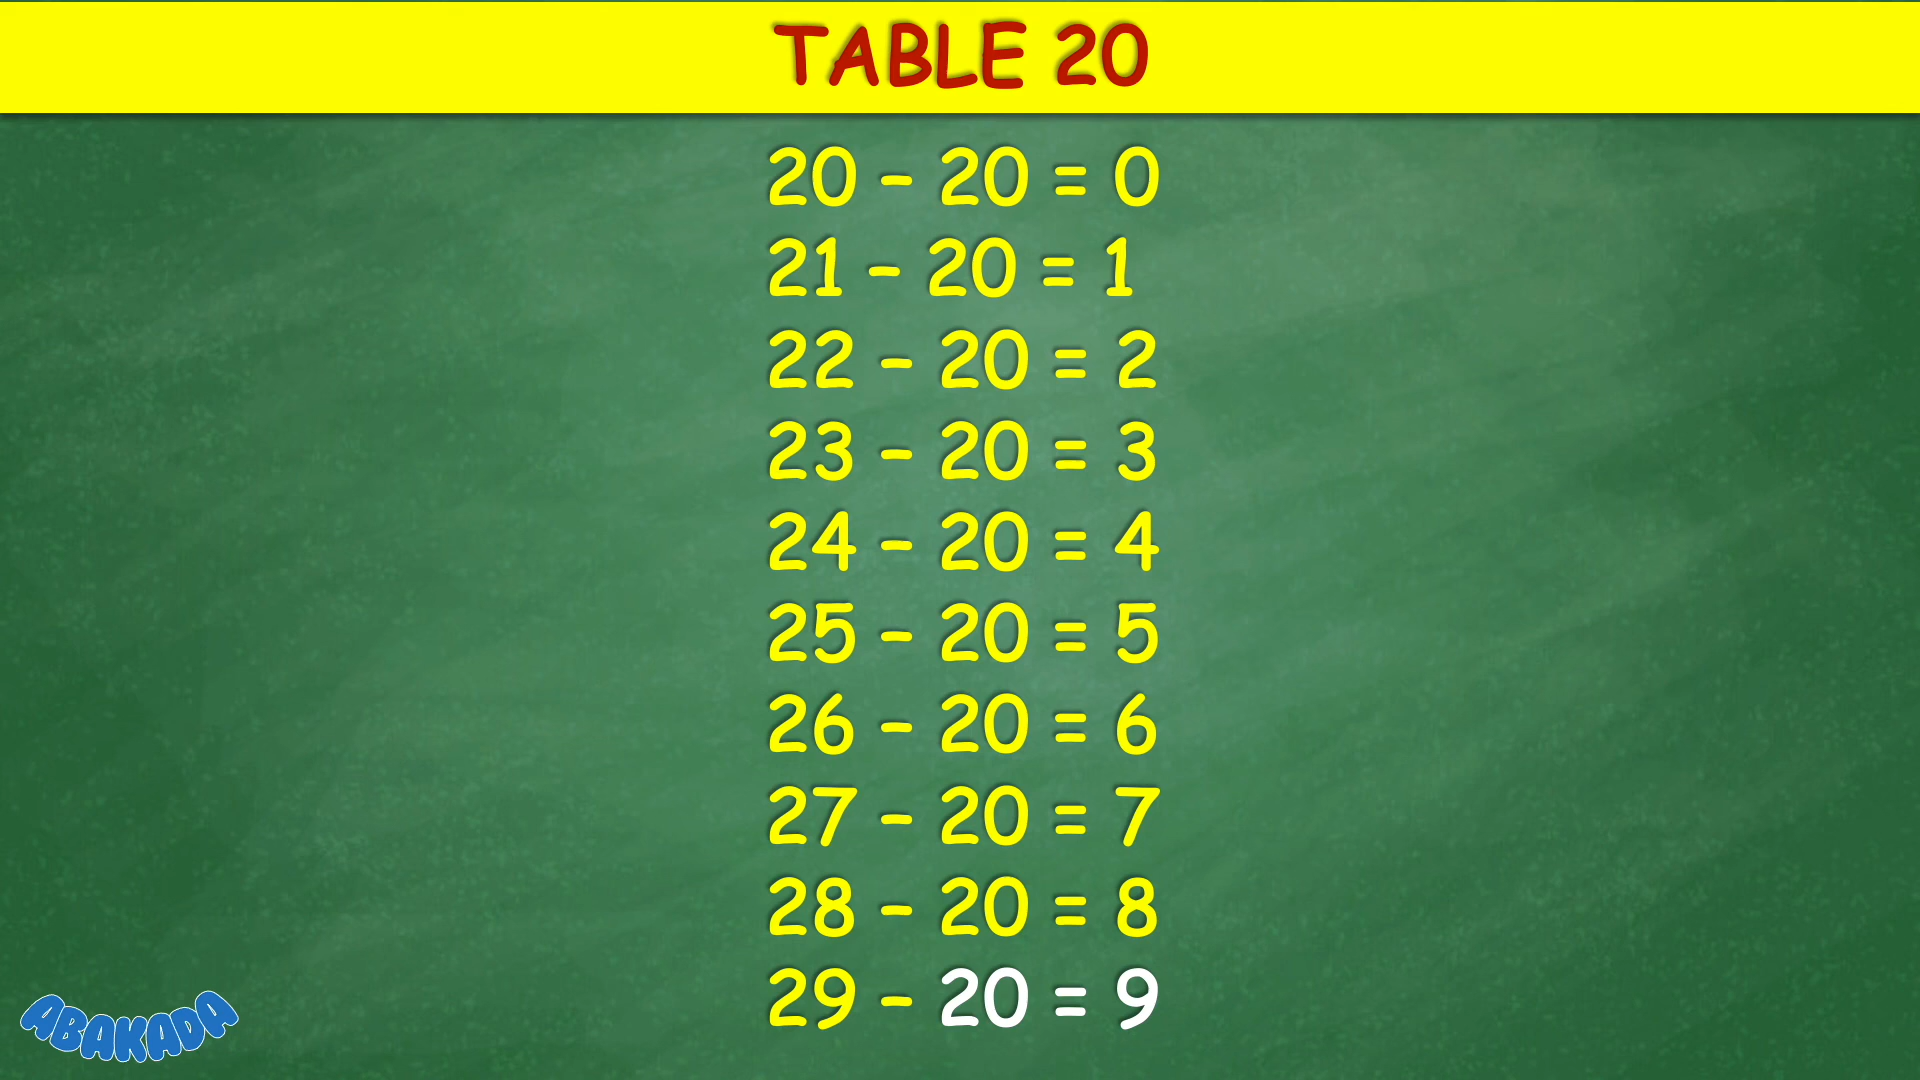 TABLE 20
20 - 20 = 0
21 - 20 = 1
22 - 20 = 2
23 - 20 = 3
24 - 20 = 4
25 - 20 = 5
26 - 20 = 6
27 - 20 = 7
28 - 20 = 8
29 - 20 = 9
ABAKADA